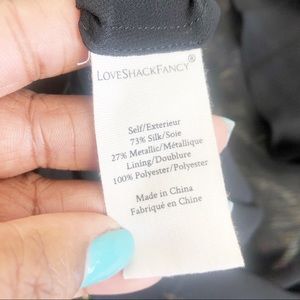 LOVESHACKFANCY®
Self/Exterieur
73% Silk/Soie
27% Metallic/Métallique
Lining/Doublure
100% Polyester/Polyester
Made in China
Fabriqué en Chine